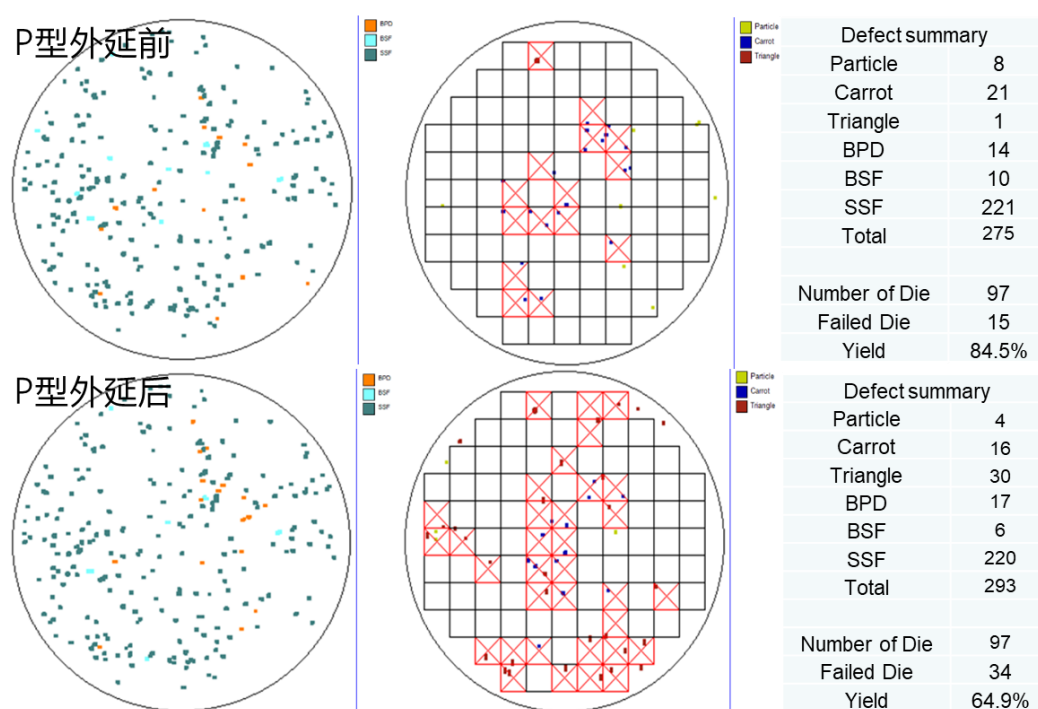 P型外延前
BPD
BSF
SSF
Particle
Carrot
Triangle
Defect summary
Particle 8
Carrot 21
Triangle 1
BPD 14
BSF 10
SSF 221
Total 275
Number of Die 97
Failed Die 15
Yield 84.5%
P型外延后
BPD
BSF
SSF
Particle
Carrot
Triangle
Defect summary
Particle 4
Carrot 16
Triangle 30
BPD 17
BSF 6
SSF 220
Total 293
Number of Die 97
Failed Die 34
Yield 64.9%